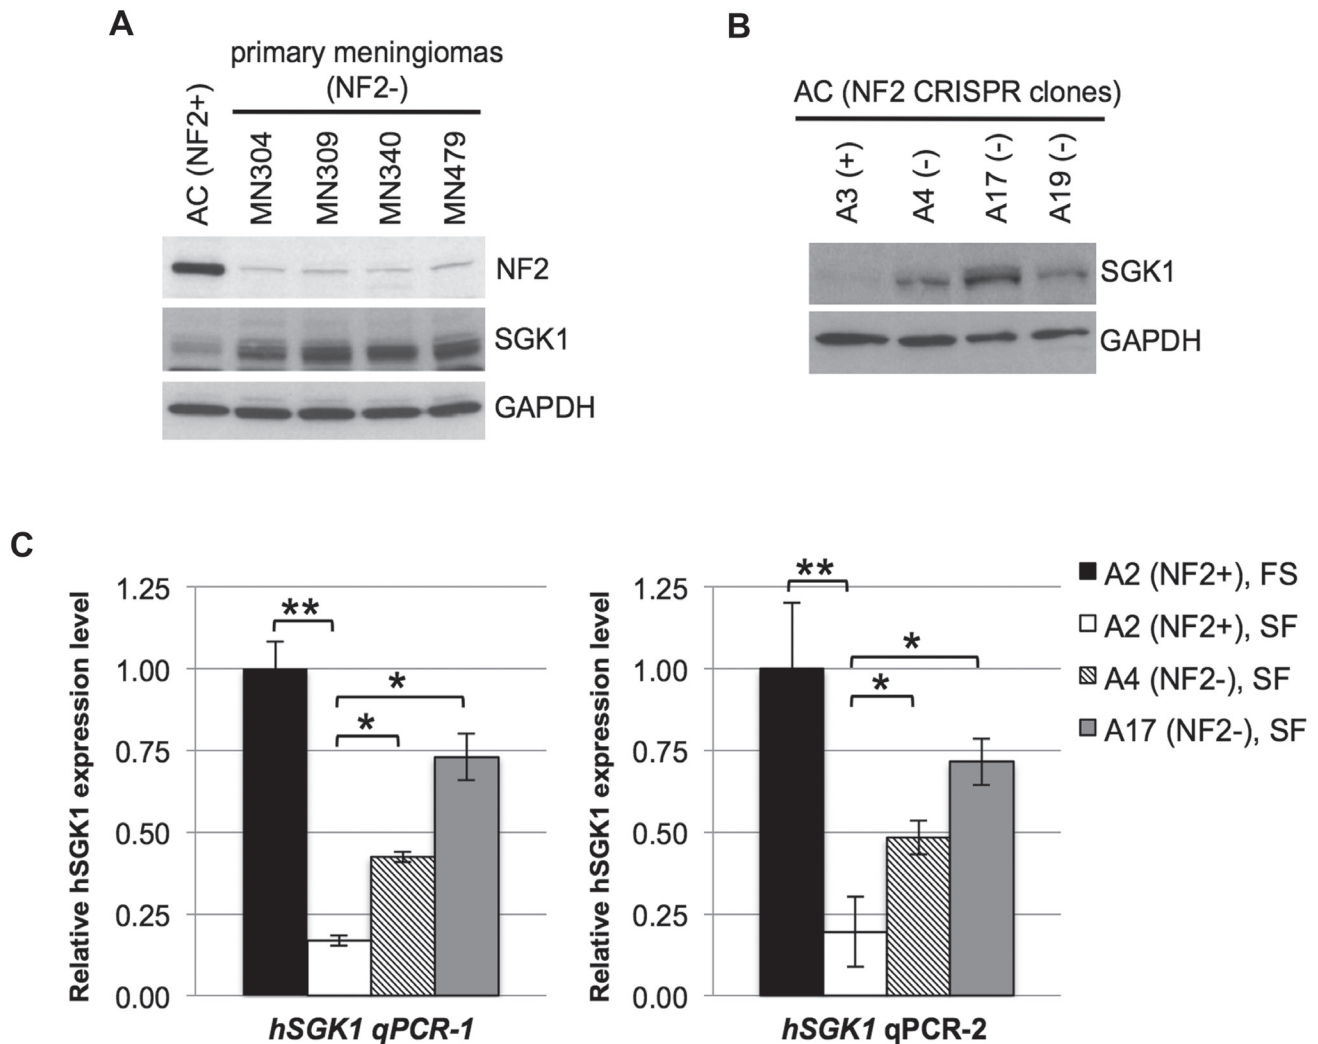 A
primary meningiomas
(NF2-)
AC (NF2+)
MN304
MN309
MN340
MN479
NF2
SGK1
GAPDH
B
AC (NF2 CRISPR clones)
A3 (+)
A4 (-)
A17 (-)
A19 (-)
SGK1
GAPDH
C
Relative hSGK1 expression level
1.25
1.00
0.75
0.50
0.25
0.00
**
*
*
hSGK1 qPCR-1
Relative hSGK1 expression level
1.25
1.00
0.75
0.50
0.25
0.00
**
*
*
hSGK1 qPCR-2
A2 (NF2+), FS
A2 (NF2+), SF
A4 (NF2-), SF
A17 (NF2-), SF